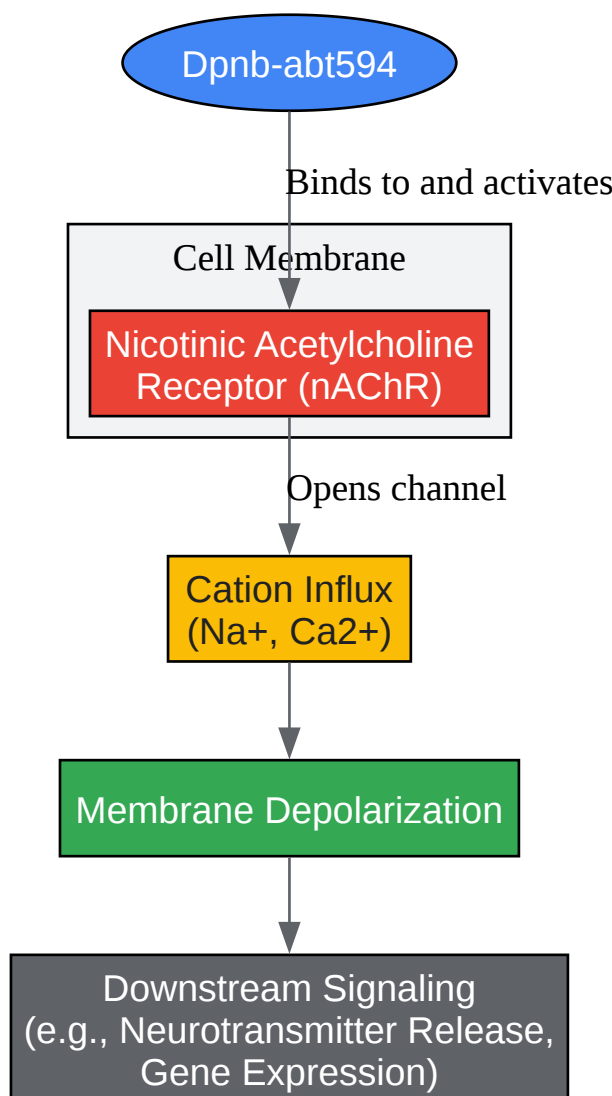 Dpnb-abt594
Binds to and activates
Cell Membrane
Nicotinic Acetylcholine
Receptor (nAChR)
Opens channel
Cation Influx
(Na+, Ca2+)
Membrane Depolarization
Downstream Signaling
(e.g., Neurotransmitter Release,
Gene Expression)